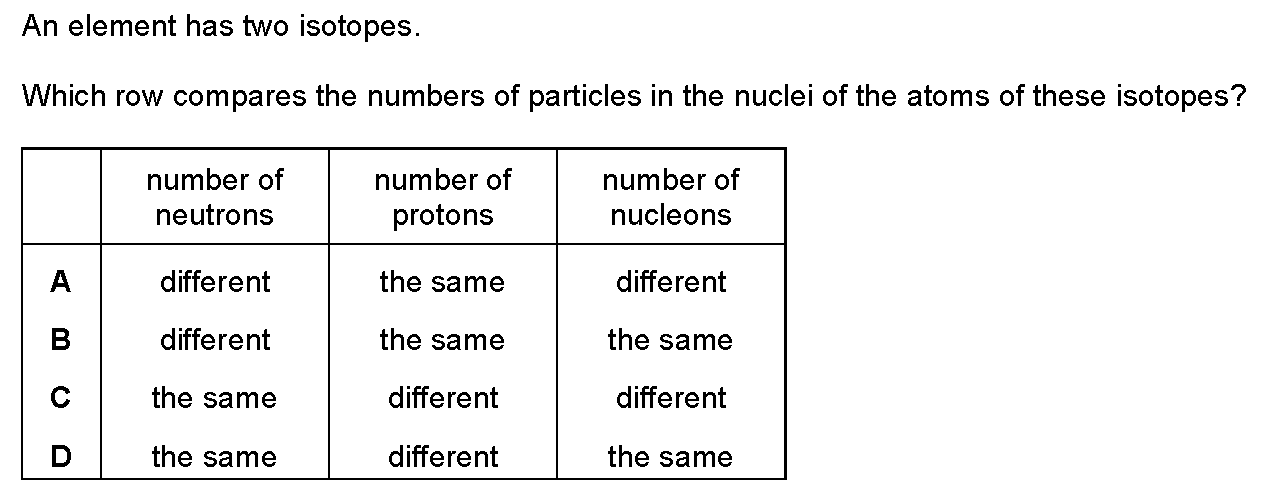 An element has two isotopes.
Which row compares the numbers of particles in the nuclei of the atoms of these isotopes?
number of neutrons number of protons number of nucleons
A different the same different
B different the same the same
C the same different different
D the same different the same